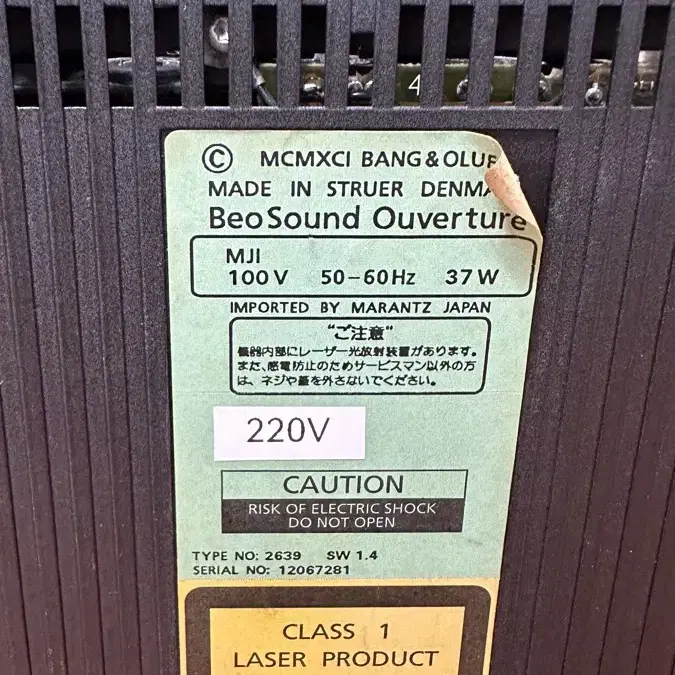 4
© MCMXCI BANG & OLUF
MADE IN STRUER DENMA
BeoSound Ouverture
MJI
100V 50-60Hz 37W
IMPORTED BY MARANTZ JAPAN
"ご注意"
機器内部にレーザー光放射装置があります。
また、感電防止のためサービスマン以外の方
は、ネジや蓋を外さないでください。
220V
CAUTION
RISK OF ELECTRIC SHOCK
DO NOT OPEN
TYPE NO: 2639 SW 1.4
SERIAL NO: 12067281
CLASS 1
LASER PRODUCT